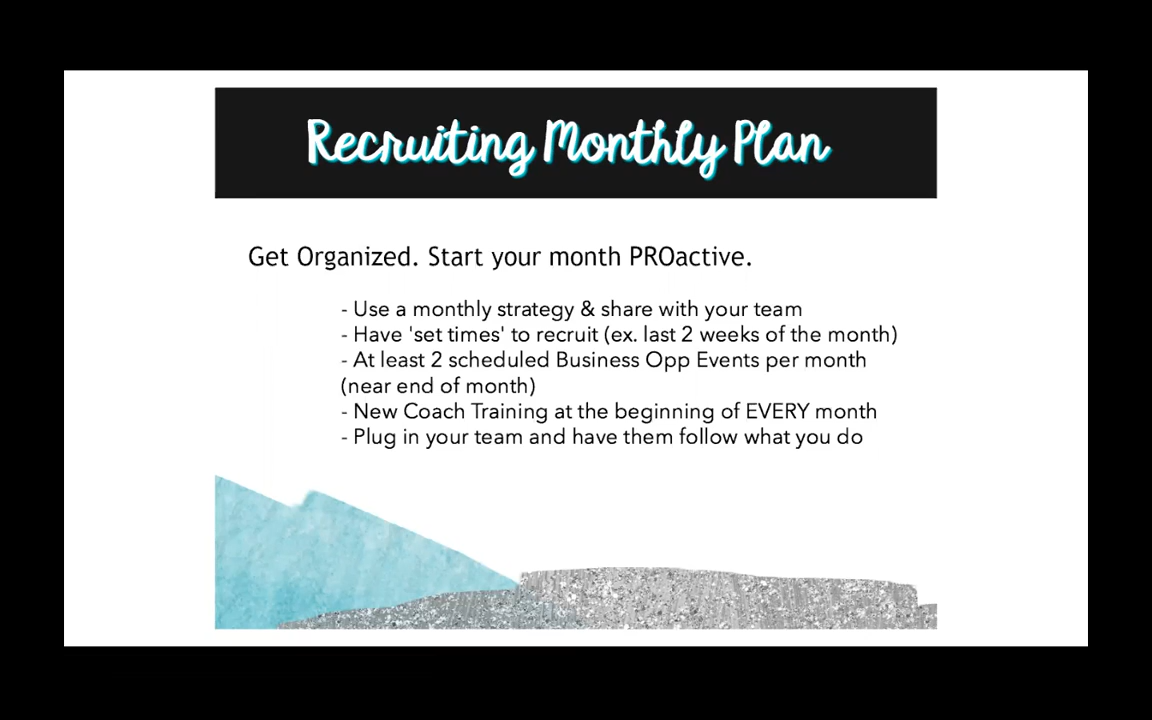 Recruiting Monthly Plan
Get Organized. Start your month PROactive.
- Use a monthly strategy & share with your team
- Have 'set times' to recruit (ex. last 2 weeks of the month)
- At least 2 scheduled Business Opp Events per month
(near end of month)
- New Coach Training at the beginning of EVERY month
- Plug in your team and have them follow what you do